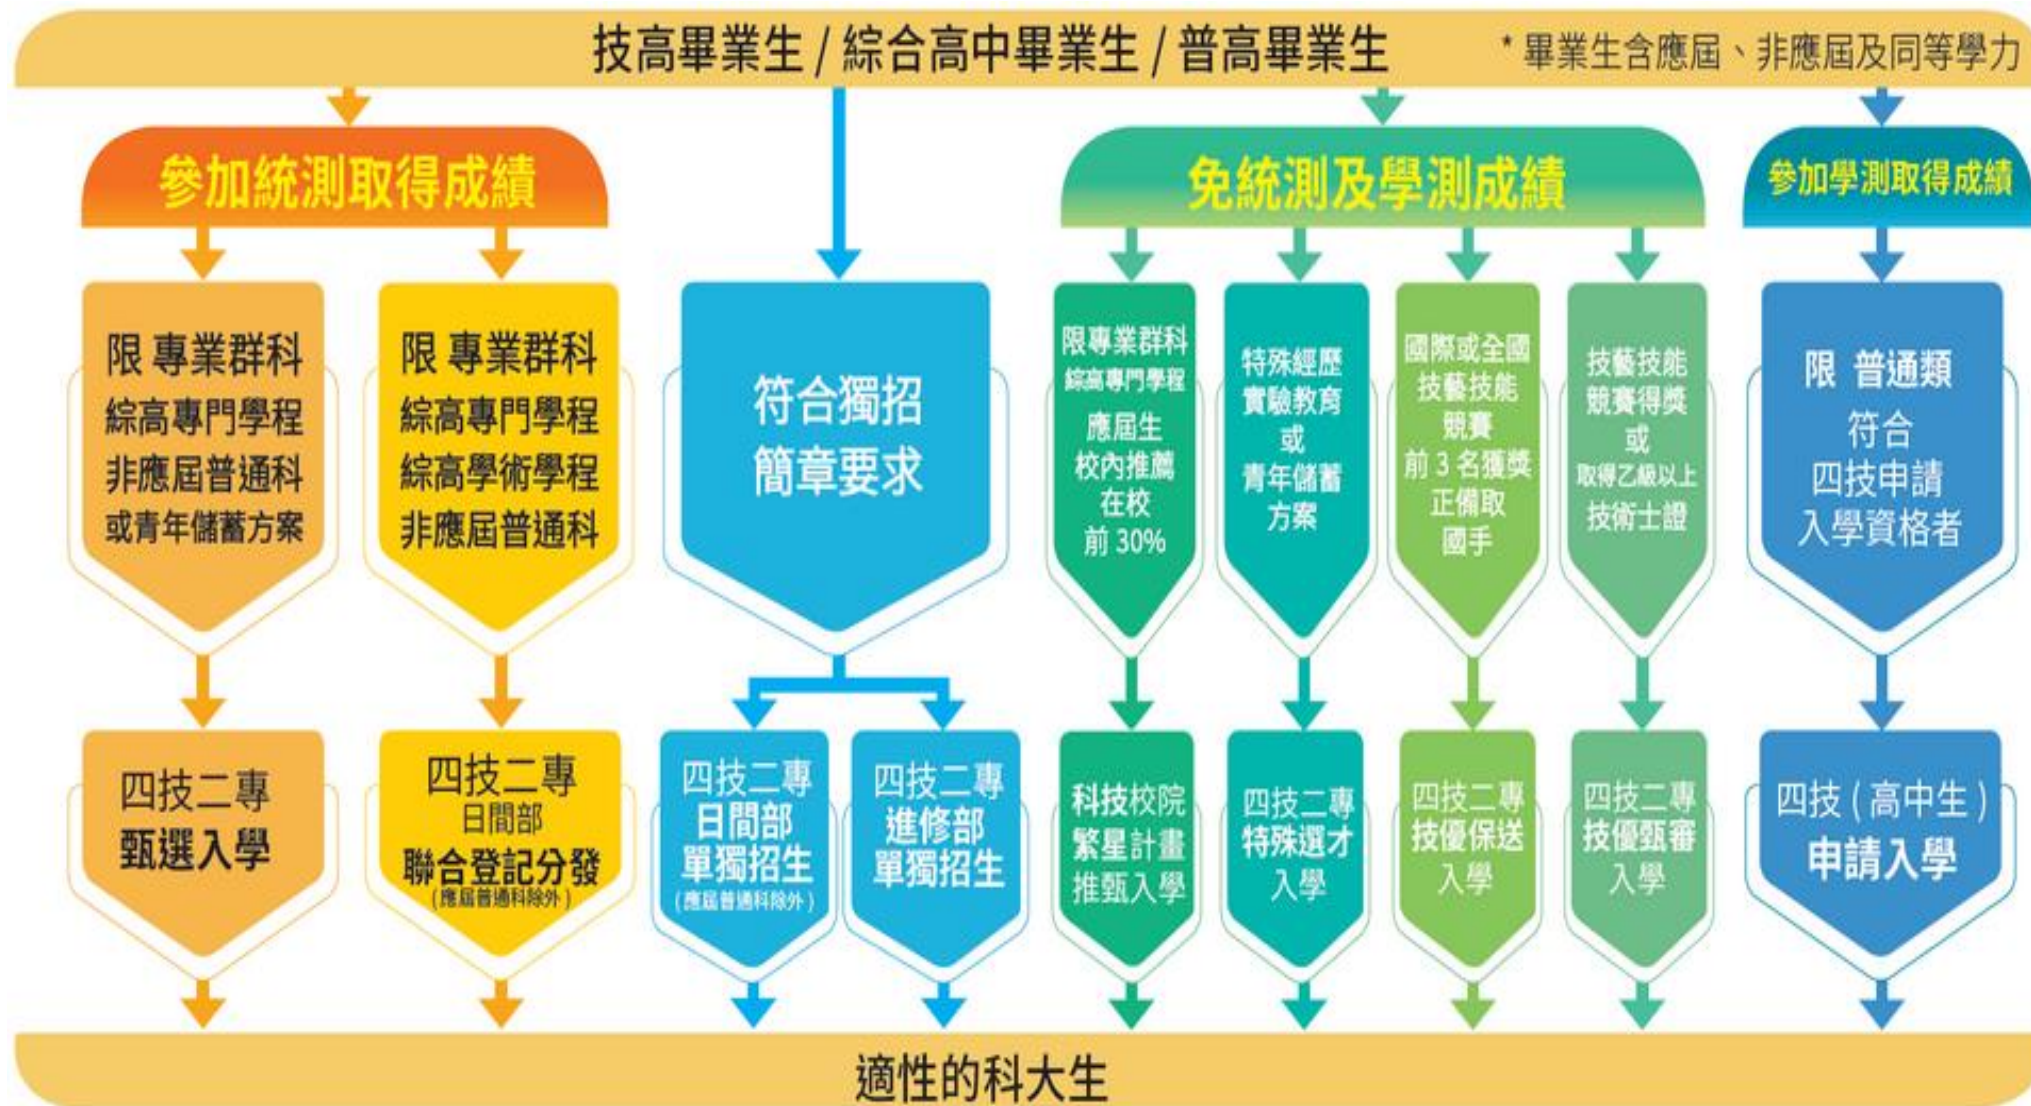 技高畢業生 / 綜合高中畢業生 / 普高畢業生
* 畢業生含應屆、非應屆及同等學力
參加統測取得成績
免統測及學測成績
參加學測取得成績
限 專業群科
綜高專門學程
非應屆普通科
或青年儲蓄方案
限 專業群科
綜高專門學程
綜高學術學程
非應屆普通科
符合獨招
簡章要求
限專業群科
綜高專門學程
應屆生
校內推薦
在校
前 30%
特殊經歷
實驗教育
或
青年儲蓄
方案
國際或全國
技藝技能
競賽
前 3 名獲獎
正備取
國手
技藝技能
競賽得獎
或
取得乙級以上
技術士證
限 普通類
符合
四技申請
入學資格者
四技二專
甄選入學
四技二專
日間部
聯合登記分發
(應屆普通科除外)
四技二專
日間部
單獨招生
(應屆普通科除外)
四技二專
進修部
單獨招生
科技校院
繁星計畫
推甄入學
四技二專
特殊選才
入學
四技二專
技優保送
入學
四技二專
技優甄審
入學
四技 ( 高中生 )
申請入學
適性的科大生